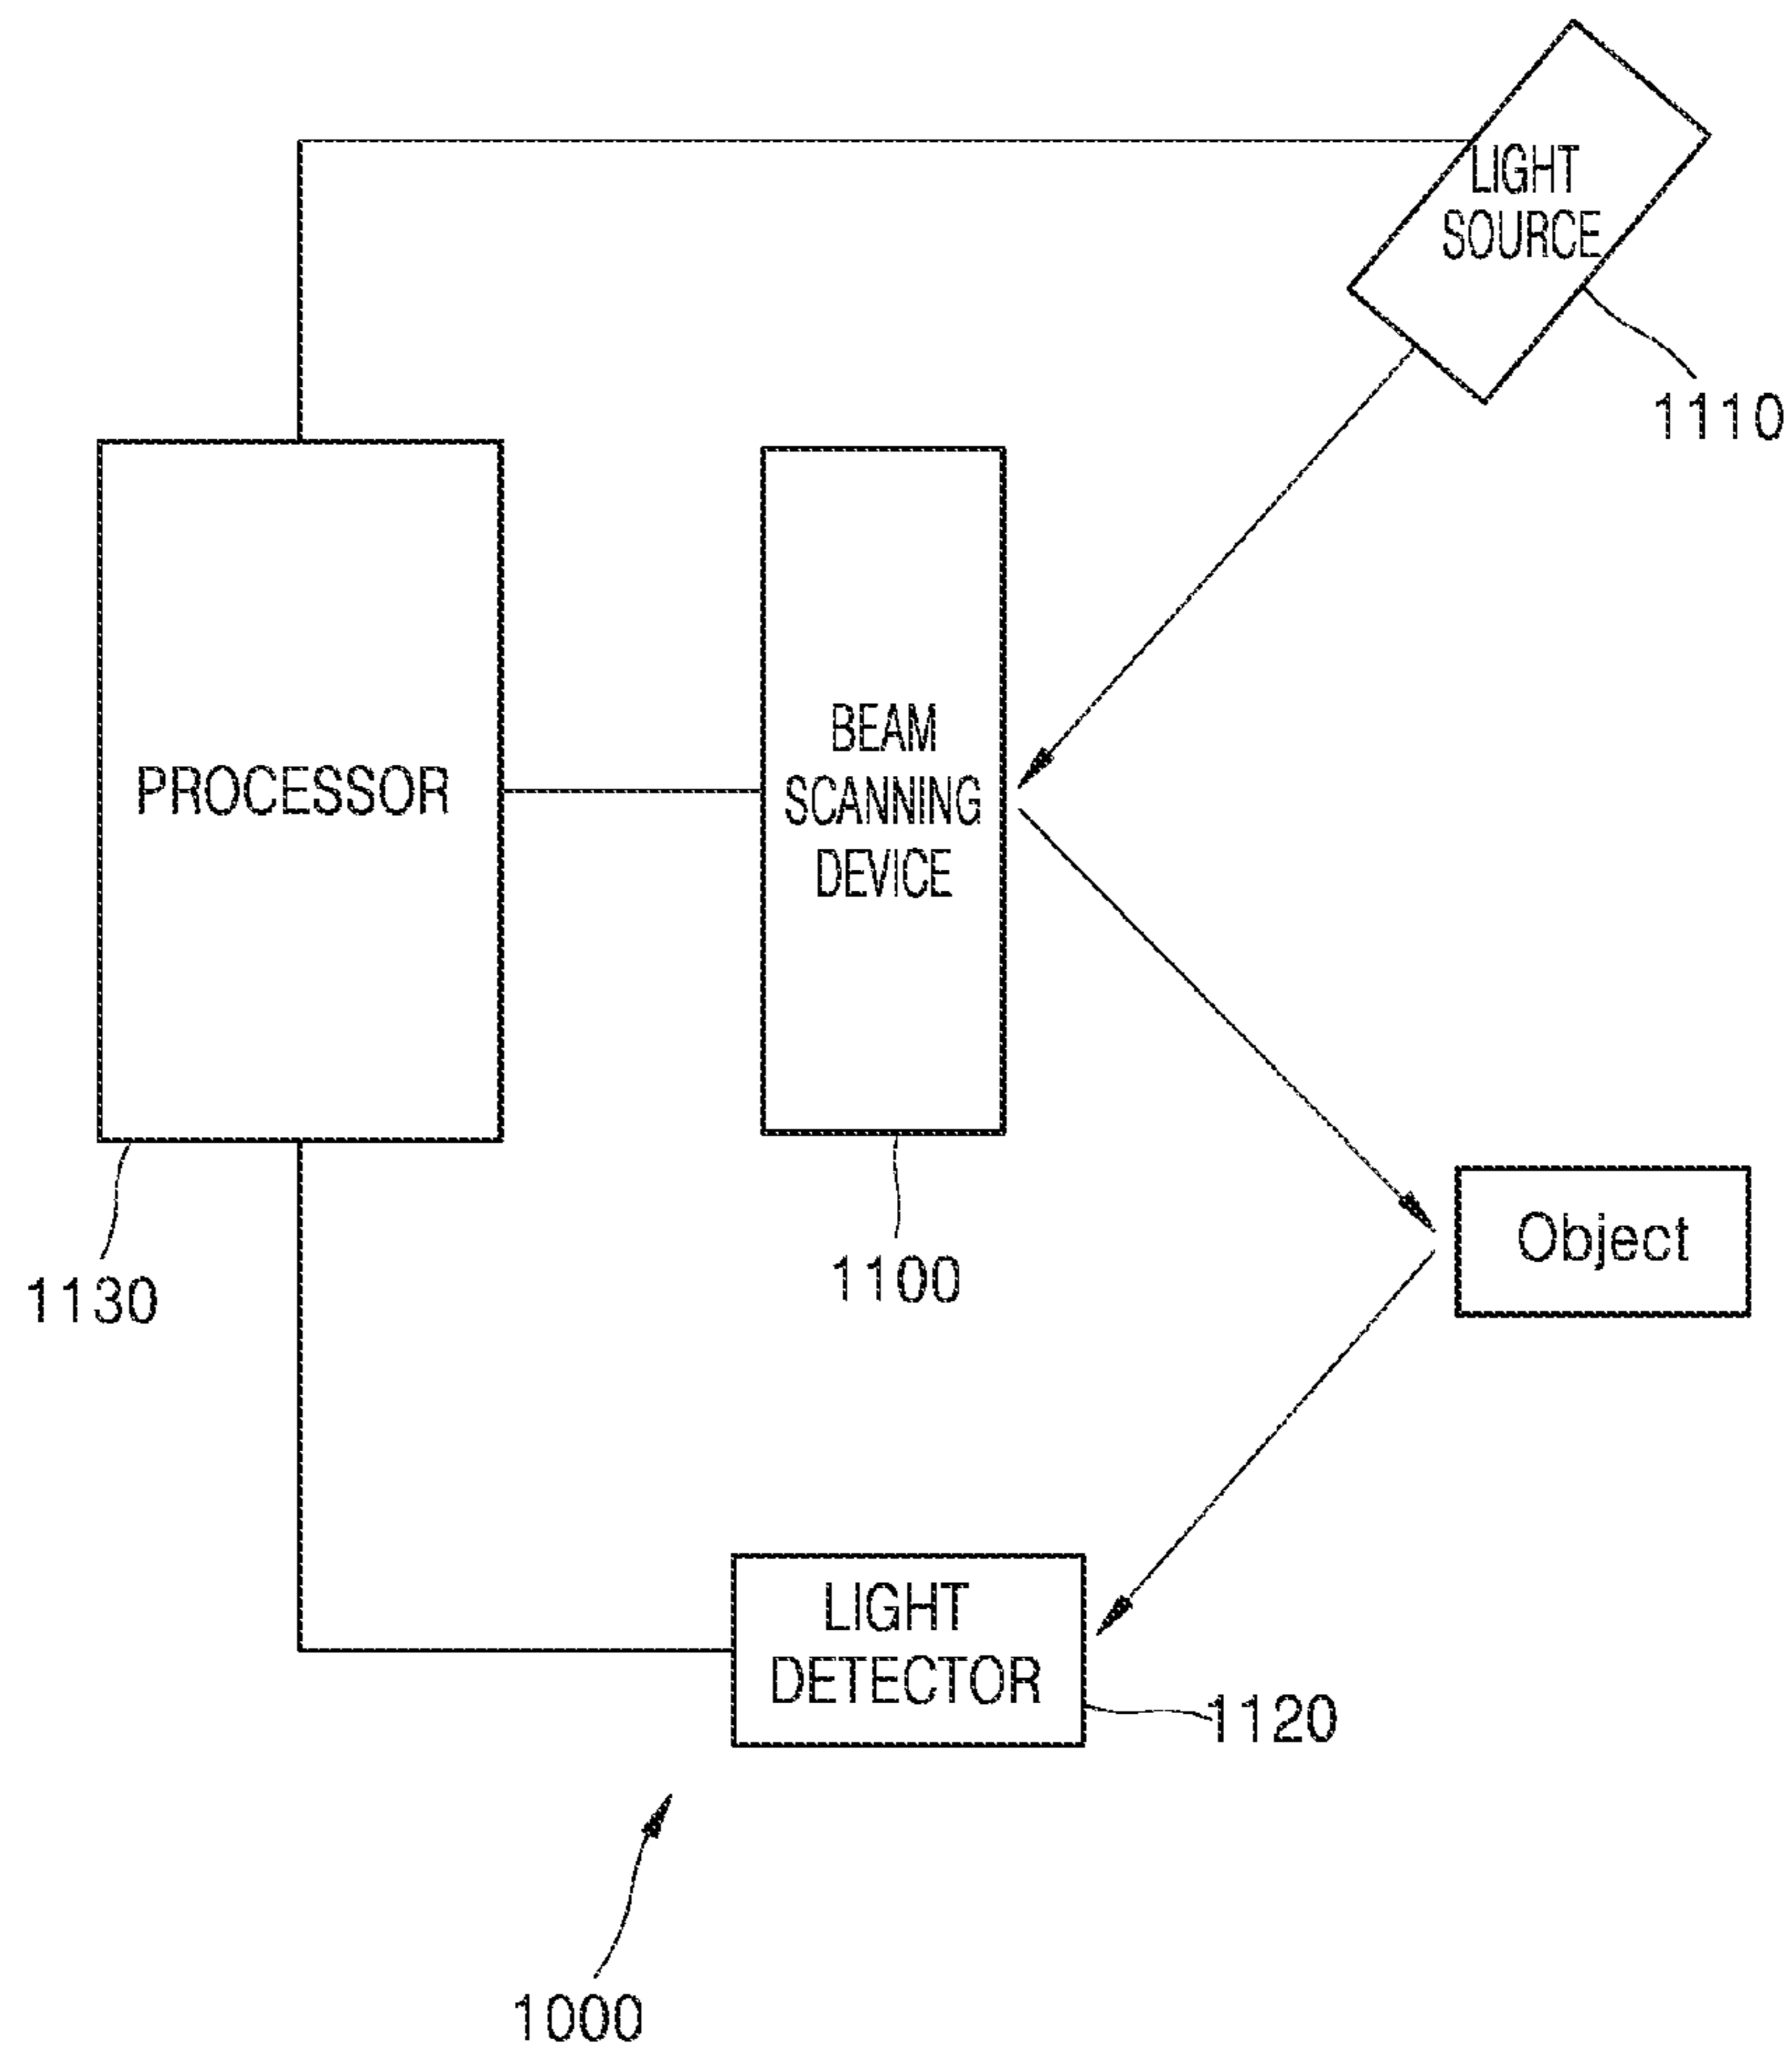 LIGHT
SOURCE
1110
PROCESSOR
BEAM
SCANNING
DEVICE
1130
1100
Object
LIGHT
DETECTOR
1120
1000